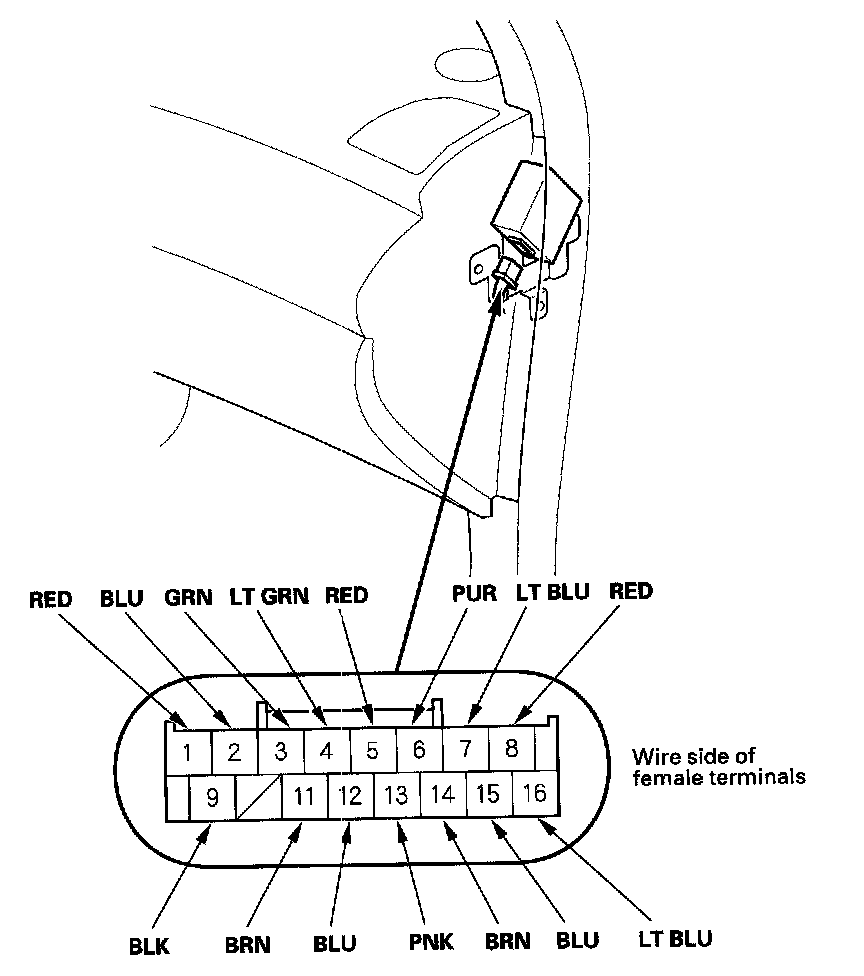 RED BLU GRN LT GRN RED PUR LT BLU RED
1 2 3 4 5 6 7 8
9 11 12 13 14 15 16
Wire side of
female terminals
BLK BRN BLU PNK BRN BLU LT BLU